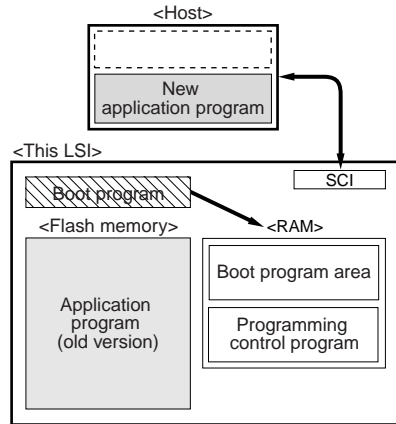 <Host>
New
application program
<This LSI>
SCI
Boot program
<Flash memory>
<RAM>
Application
program
(old version)
Boot program area
Programming
control program